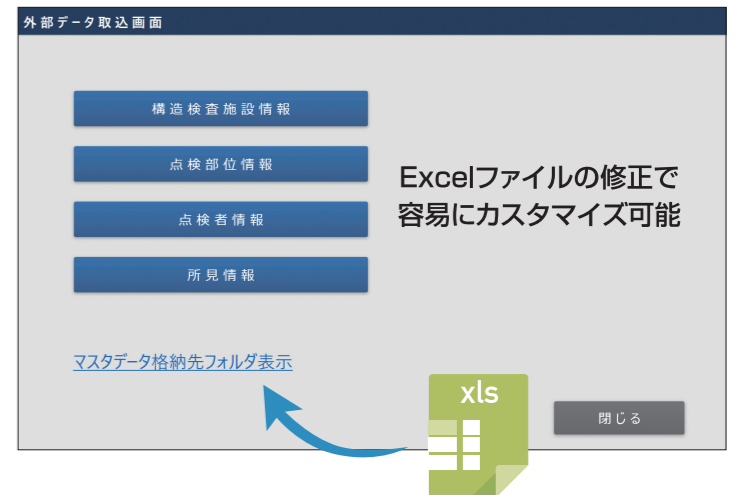 外部データ取込画面
構造検査施設情報
点検部位情報
点検者情報
所見情報
Excelファイルの修正で
容易にカスタマイズ可能
マスタデータ格納先フォルダ表示
xls
閉じる